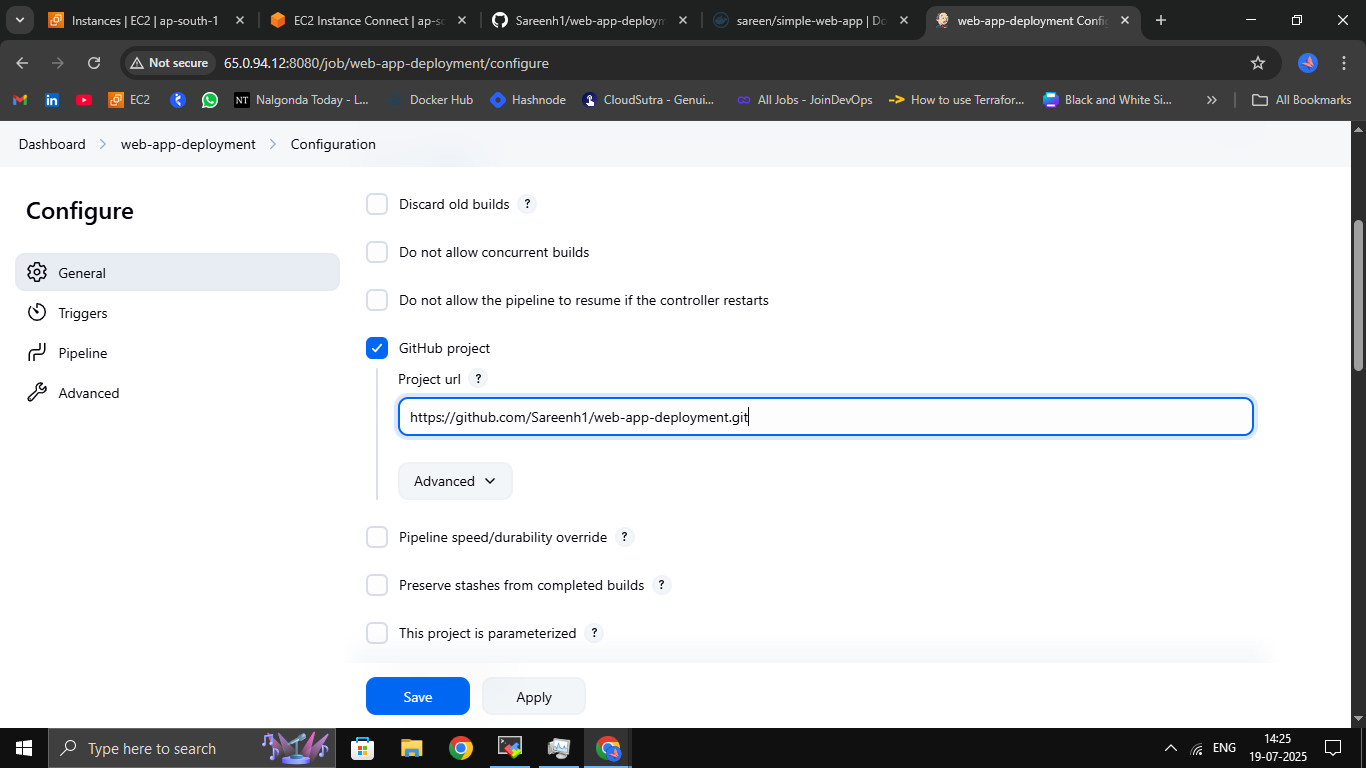 Instances | EC2 | ap-south-1
EC2 Instance Connect | ap-sc
Sareenh1/web-app-deploym
sareen/simple-web-app | Do
web-app-deployment Config
Not secure
65.0.94.12:8080/job/web-app-deployment/configure
EC2
NT
Nalgonda Today - L...
Docker Hub
Hashnode
CloudSutra - Genui...
All Jobs - JoinDevOps
How to use Terrafor...
Black and White Si...
All Bookmarks
Dashboard
web-app-deployment
Configuration
Configure
General
Triggers
Pipeline
Advanced
Discard old builds ?
Do not allow concurrent builds
Do not allow the pipeline to resume if the controller restarts
GitHub project
Project url ?
https://github.com/Sareenh1/web-app-deployment.git
Advanced
Pipeline speed/durability override ?
Preserve stashes from completed builds ?
This project is parameterized ?
Save
Apply
Type here to search
ENG
14:25
19-07-2025